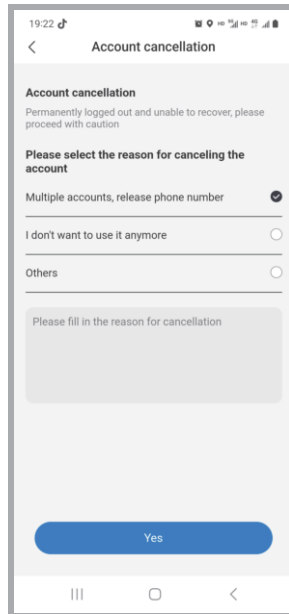 19:22
Account cancellation
Account cancellation
Permanently logged out and unable to recover, please
proceed with caution
Please select the reason for canceling the
account
Multiple accounts, release phone number
I don't want to use it anymore
Others
Please fill in the reason for cancellation
Yes